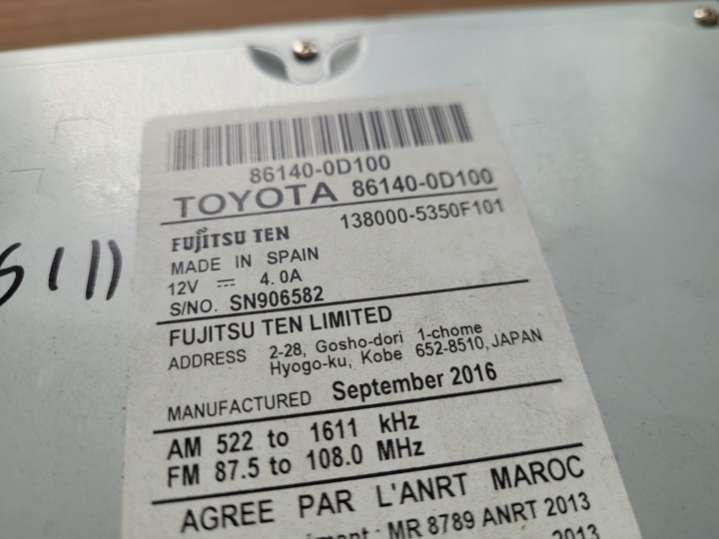 86140-0D100
TOYOTA 86140-0D100
138000-5350F101
FUJITSU TEN
MADE IN SPAIN
12V 4.0A
S/NO. SN906582
FUJITSU TEN LIMITED
ADDRESS 2-28, Gosho-dori 1-chome
Hyogo-ku, Kobe 652-8510, JAPAN
MANUFACTURED September 2016
AM 522 to 1611 kHz
FM 87.5 to 108.0 MHz
AGREE PAR L'ANRT MAROC
: MR 8789 ANRT 2013
2013